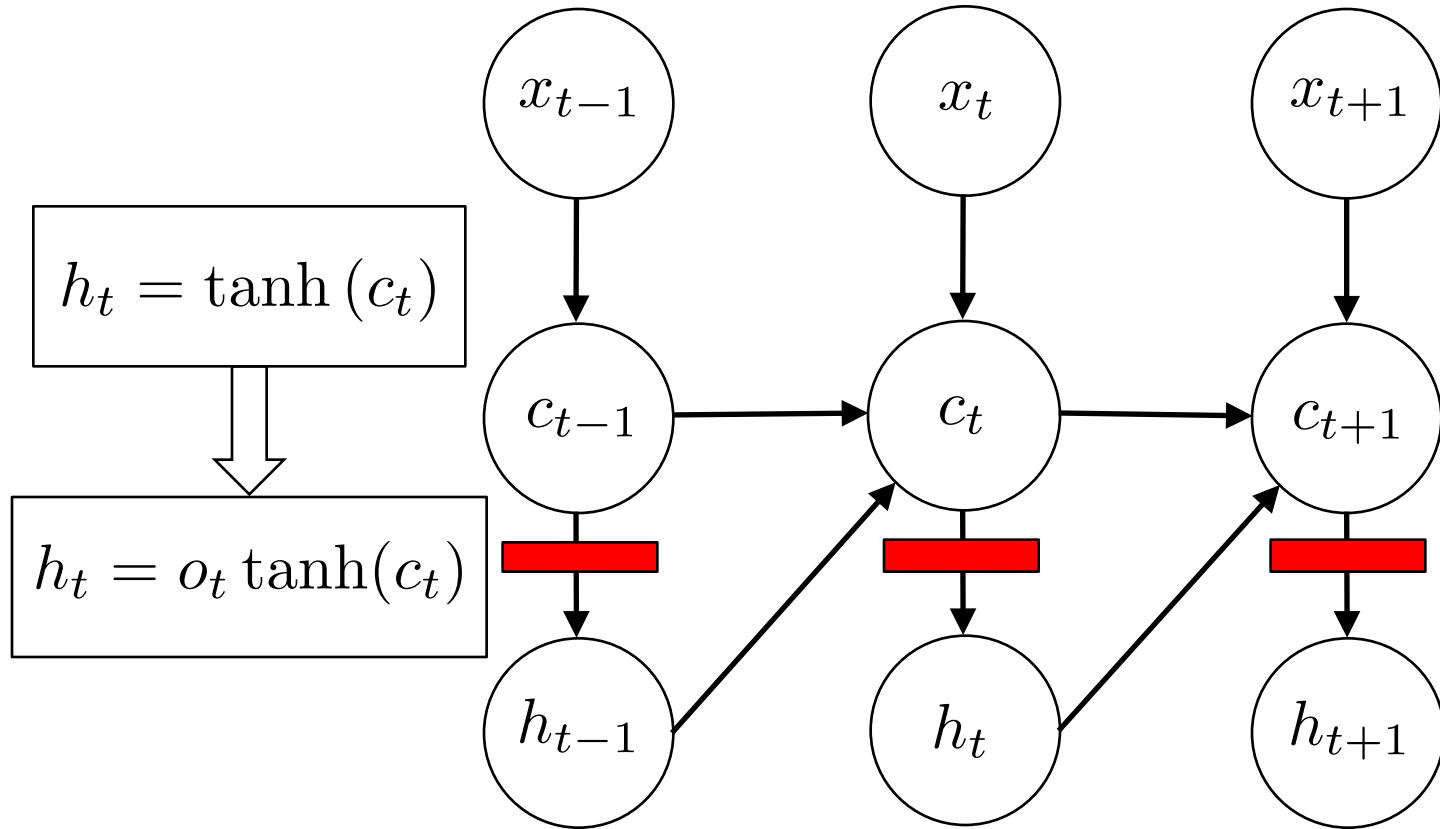 x_{t-1}
x_t
x_{t+1}
h_t = tanh (c_t)
c_{t-1}
c_t
c_{t+1}
h_t = o_t tanh(c_t)
h_{t-1}
h_t
h_{t+1}